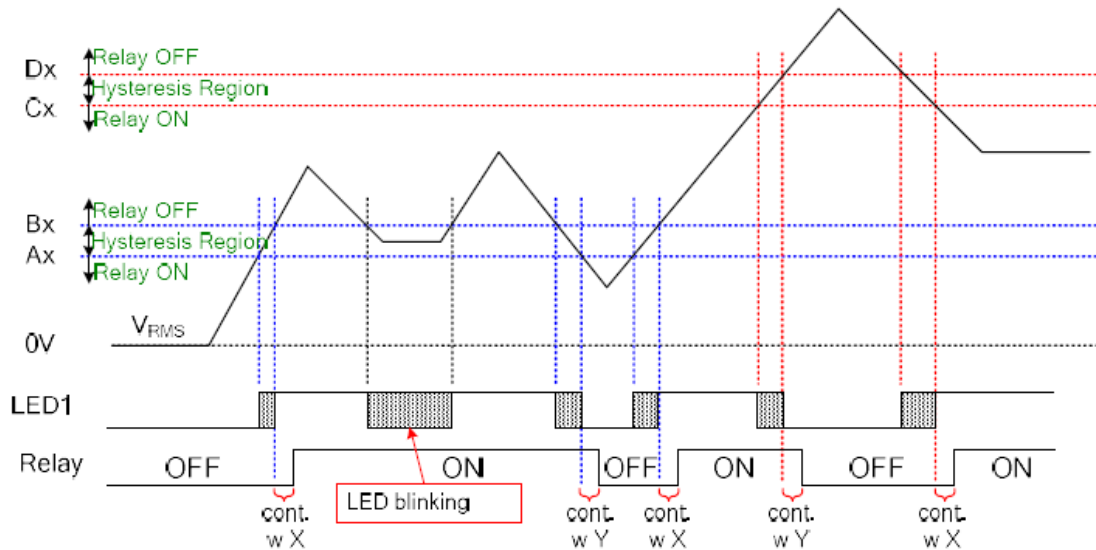 Dx
Relay OFF
Hysteresis Region
Cx
Relay ON
Bx
Relay OFF
Hysteresis Region
Ax
Relay ON
VRMS
0V
LED1
Relay
OFF
ON
OFF
ON
OFF
ON
LED blinking
cont.
w X
cont.
w Y
cont.
w X
cont.
w Y
cont.
w X